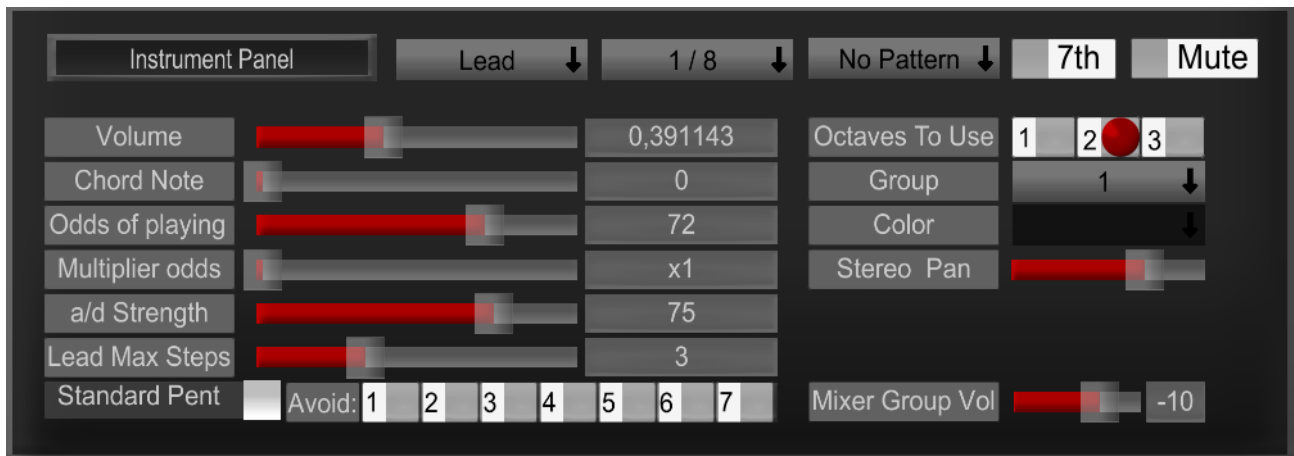 Instrument Panel Lead 1 / 8 No Pattern 7th Mute
Volume 0,391143 Octaves To Use 1 2 3
Chord Note 0 Group 1
Odds of playing 72 Color
Multiplier odds x1 Stereo Pan
a/d Strength 75
Lead Max Steps 3
Standard Pent Avoid: 1 2 3 4 5 6 7 Mixer Group Vol -10